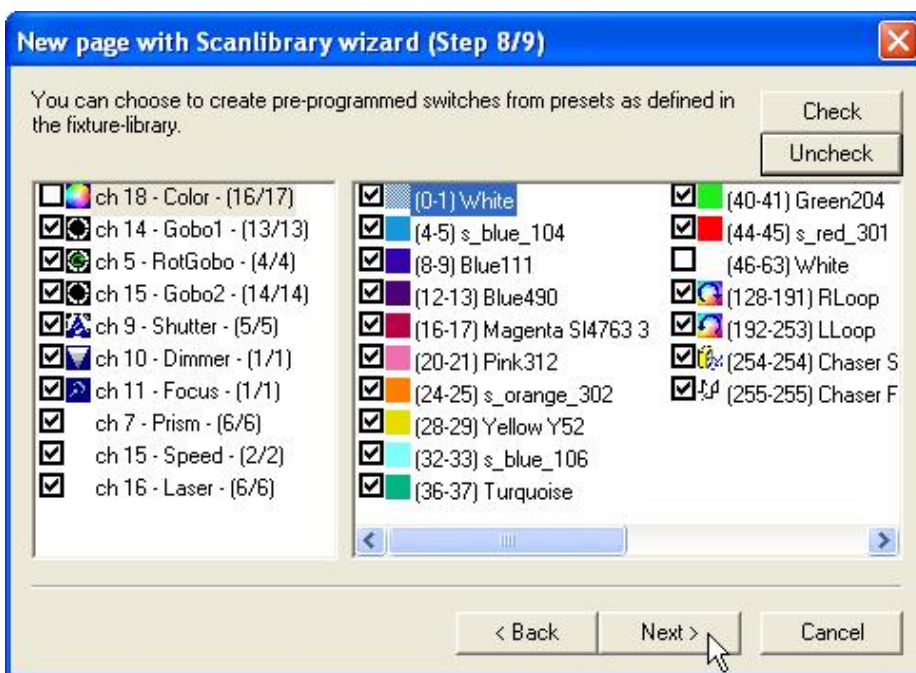 New page with Scanlibrary wizard (Step 8/9)
You can choose to create pre-programmed switches from presets as defined in
the fixture-library.
Check
Uncheck
ch 18 - Color - (16/17)
ch 14 - Gobo1 - (13/13)
ch 5 - RotGobo - (4/4)
ch 15 - Gobo2 - (14/14)
ch 9 - Shutter - (5/5)
ch 10 - Dimmer - (1/1)
ch 11 - Focus - (1/1)
ch 7 - Prism - (6/6)
ch 15 - Speed - (2/2)
ch 16 - Laser - (6/6)
(0-1) White
(4-5) s_blue_104
(8-9) Blue111
(12-13) Blue490
(16-17) Magenta Sl4763 3
(20-21) Pink312
(24-25) s_orange_302
(28-29) Yellow Y52
(32-33) s_blue_106
(36-37) Turquoise
(40-41) Green204
(44-45) s_red_301
(46-63) White
(128-191) RLoop
(192-253) LLoop
(254-254) Chaser S
(255-255) Chaser F
< Back
Next >
Cancel